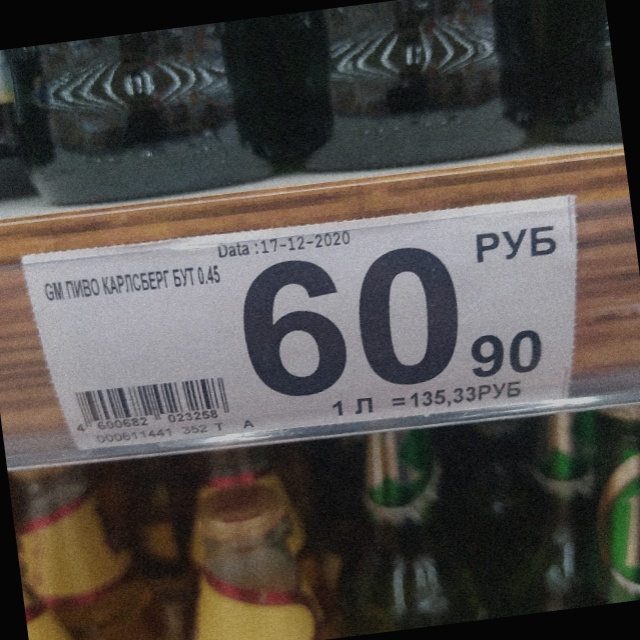 Data :17-12-2020
РУБ
GM ПИВО КАРЛСБЕРГ БУТ 0.45
60
90
1 Л =135,33РУБ
4 600682 023258
000611441 352 Т А